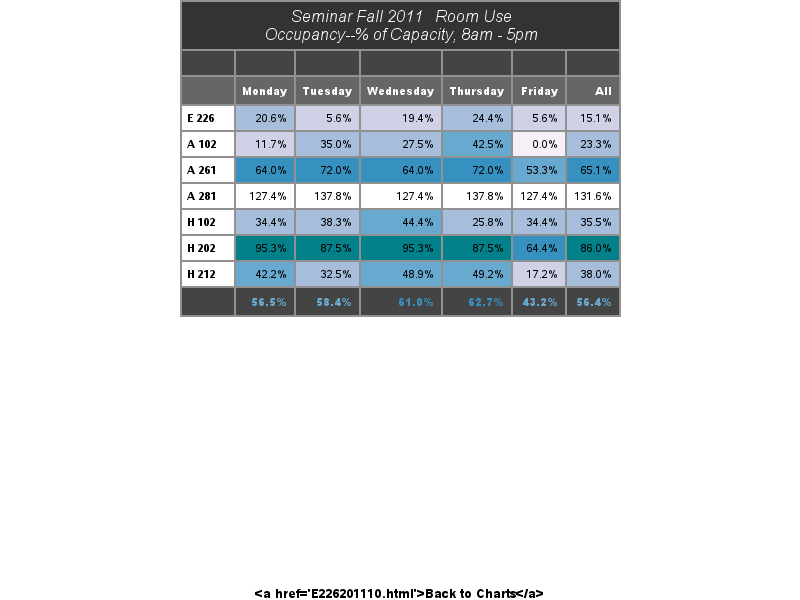 Seminar Fall 2011 Room Use
Occupancy--% of Capacity, 8am - 5pm
Monday Tuesday Wednesday Thursday Friday All
E 226 20.6% 5.6% 19.4% 24.4% 5.6% 15.1%
A 102 11.7% 35.0% 27.5% 42.5% 0.0% 23.3%
A 261 64.0% 72.0% 64.0% 72.0% 53.3% 65.1%
A 281 127.4% 137.8% 127.4% 137.8% 127.4% 131.6%
H 102 34.4% 38.3% 44.4% 25.8% 34.4% 35.5%
H 202 95.3% 87.5% 95.3% 87.5% 64.4% 86.0%
H 212 42.2% 32.5% 48.9% 49.2% 17.2% 38.0%
56.5% 58.4% 61.0% 62.7% 43.2% 56.4%
<a href='E226201110.html'>Back to Charts</a>